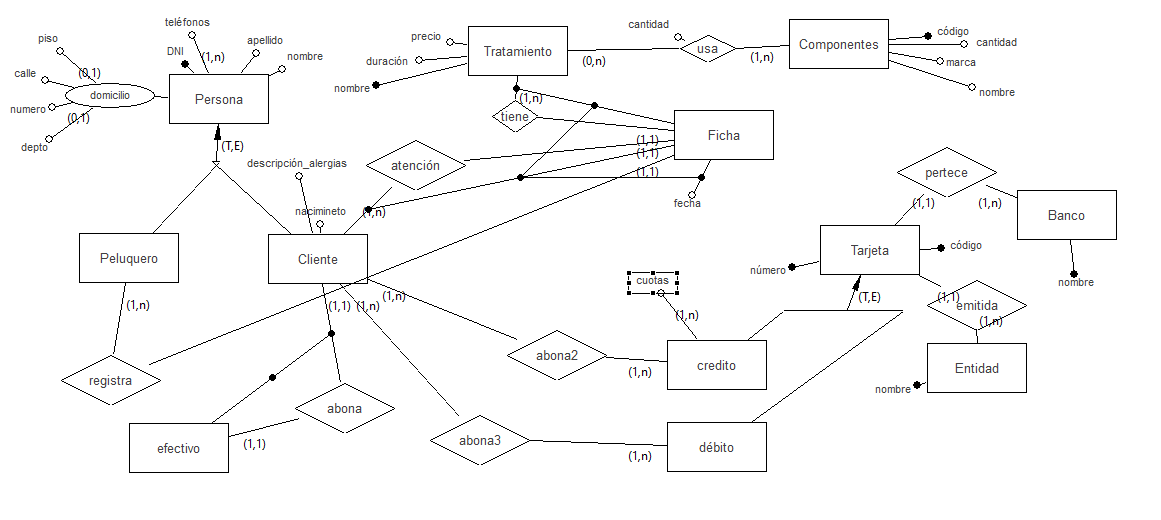 teléfonos
cantidad
código
piso
apellido
precio
Tratamiento
usa
Componentes
cantidad
DNI
(1,n)
nombre
duración
(0,n)
(1,n)
marca
calle
(0,1)
nombre
nombre
domicilio
Persona
(1,n)
numero
(0,1)
tiene
Ficha
depto
(T,E)
(1,1)
descripción_alergias
atención
(1,1)
(1,1)
pertece
fecha
(1,1)
(1,n)
nacimineto
(1,n)
Banco
Peluquero
Cliente
Tarjeta
código
número
nombre
cuotas
(1,n)
(1,1)
(1,n)
(1,n)
(T,E)
(1,1)
emitida
(1,n)
(1,n)
abona2
credito
Entidad
(1,n)
registra
nombre
abona
(1,1)
efectivo
abona3
débito
(1,n)